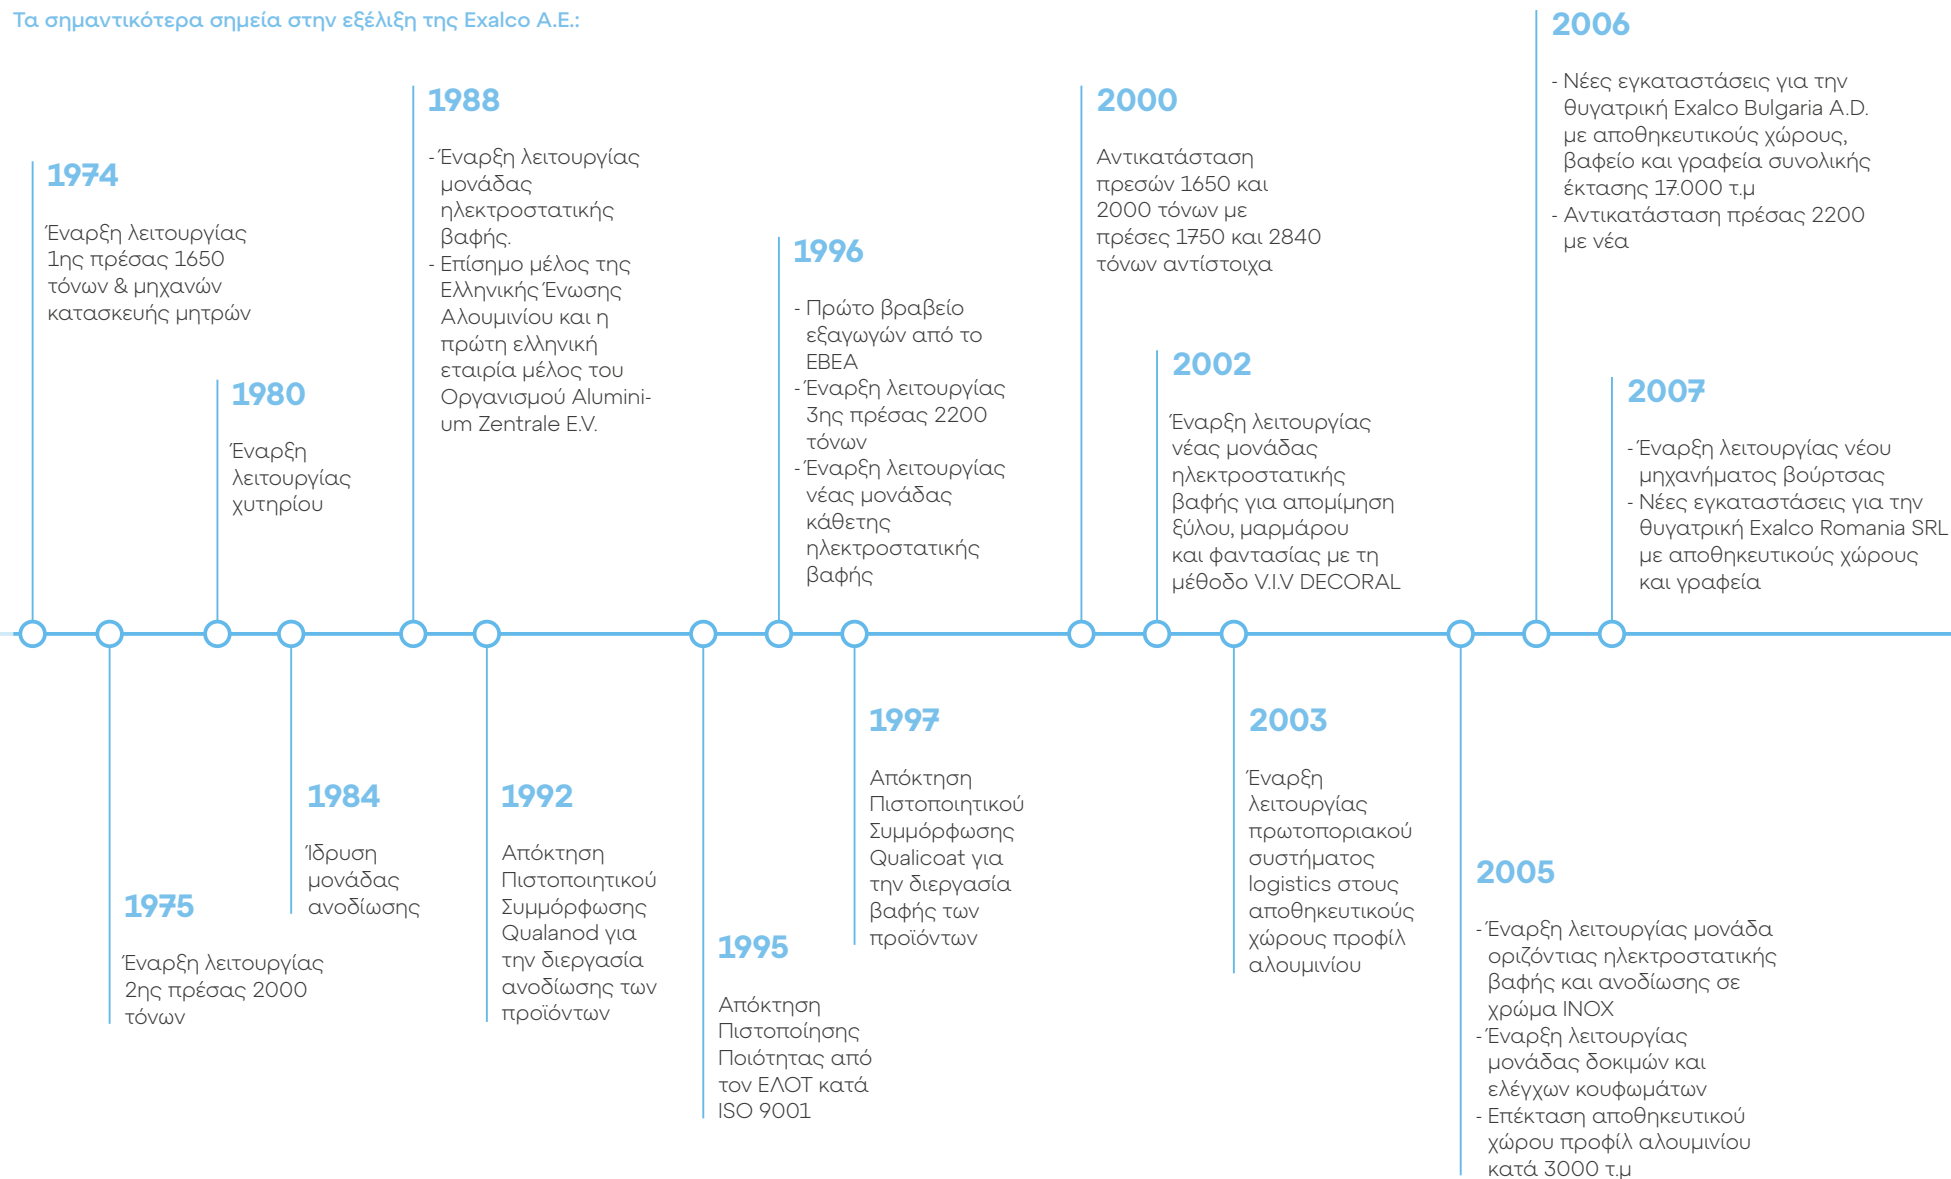 Τα σημαντικότερα σημεία στην εξέλιξη της Exalco Α.Ε.:
1974
Έναρξη λειτουργίας
1ης πρέσας 1650
τόνων & μηχανών
κατασκευής μητρών
1975
Έναρξη λειτουργίας
2ης πρέσας 2000
τόνων
1980
Έναρξη
λειτουργίας
χυτηρίου
1984
Ίδρυση
μονάδας
ανοδίωσης
1988
- Έναρξη λειτουργίας
μονάδας
ηλεκτροστατικής
βαφής.
- Επίσημο μέλος της
Ελληνικής Ένωσης
Αλουμινίου και η
πρώτη ελληνική
εταιρία μέλος του
Οργανισμού Alumini-
um Zentrale E.V.
1992
Απόκτηση
Πιστοποιητικού
Συμμόρφωσης
Qualanod για
την διεργασία
ανοδίωσης των
προϊόντων
1995
Απόκτηση
Πιστοποίησης
Ποιότητας από
τον ΕΛΟΤ κατά
ISO 9001
1996
- Πρώτο βραβείο
εξαγωγών από το
ΕΒΕΑ
- Έναρξη λειτουργίας
3ης πρέσας 2200
τόνων
- Έναρξη λειτουργίας
νέας μονάδας
κάθετης
ηλεκτροστατικής
βαφής
1997
Απόκτηση
Πιστοποιητικού
Συμμόρφωσης
Qualicoat για
την διεργασία
βαφής των
προϊόντων
2000
Αντικατάσταση
πρεσών 1650 και
2000 τόνων με
πρέσες 1750 και 2840
τόνων αντίστοιχα
2002
Έναρξη λειτουργίας
νέας μονάδας
ηλεκτροστατικής
βαφής για απομίμηση
ξύλου, μαρμάρου
και φαντασίας με τη
μέθοδο V.I.V DECORAL
2003
Έναρξη
λειτουργίας
πρωτοποριακού
συστήματος
logistics στους
αποθηκευτικούς
χώρους προφίλ
αλουμινίου
2005
- Έναρξη λειτουργίας μονάδα
οριζόντιας ηλεκτροστατικής
βαφής και ανοδίωσης σε
χρώμα INOX
- Έναρξη λειτουργίας
μονάδας δοκιμών και
ελέγχων κουφωμάτων
- Επέκταση αποθηκευτικού
χώρου προφίλ αλουμινίου
κατά 3000 τ.μ
2006
- Νέες εγκαταστάσεις για την
θυγατρική Exalco Bulgaria A.D.
με αποθηκευτικούς χώρους,
βαφείο και γραφεία συνολικής
έκτασης 17.000 τ.μ
- Αντικατάσταση πρέσας 2200
με νέα
2007
- Έναρξη λειτουργίας νέου
μηχανήματος βούρτσας
- Νέες εγκαταστάσεις για την
θυγατρική Exalco Romania SRL
με αποθηκευτικούς χώρους
και γραφεία